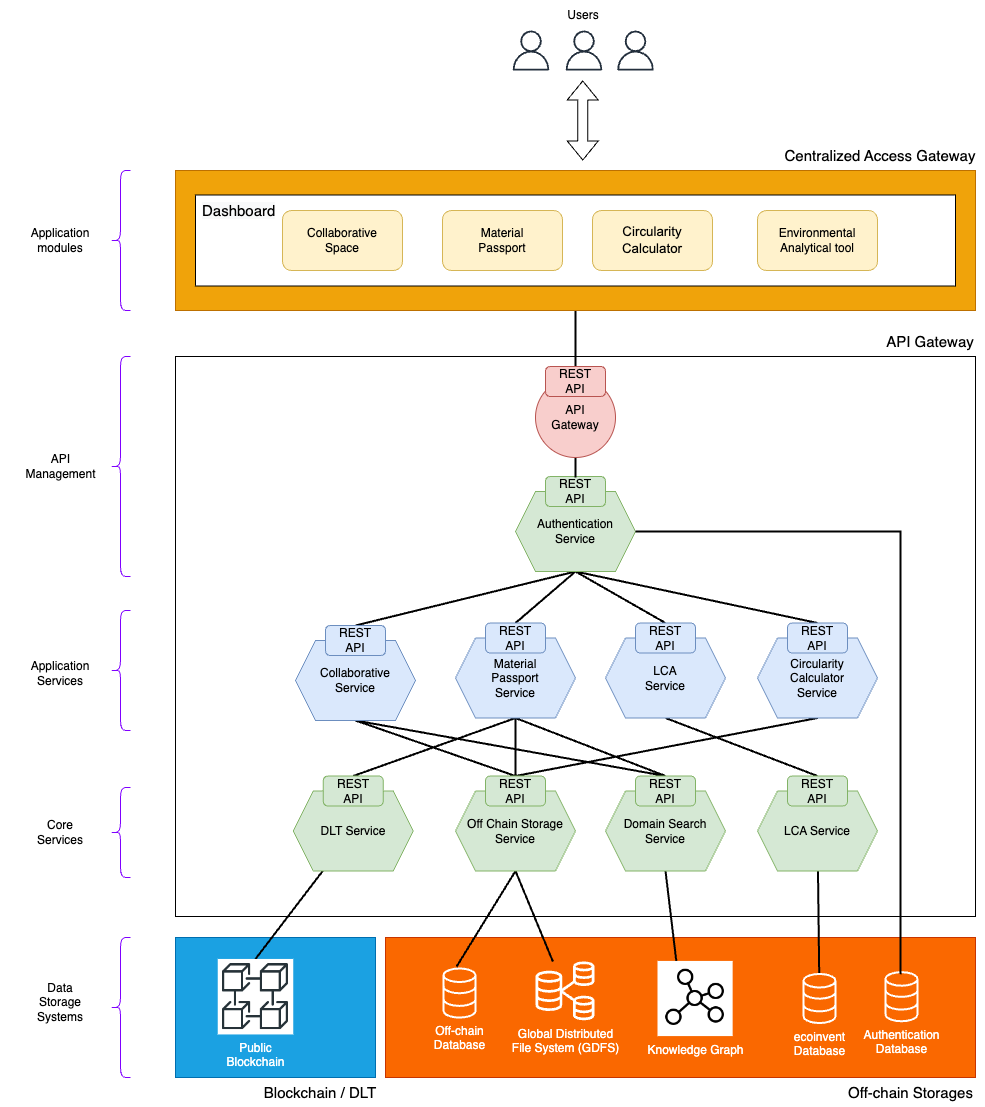 Users
Centralized Access Gateway
Application
modules
Dashboard
Collaborative
Space
Material
Passport
Circularity
Calculator
Environmental
Analytical tool
API Gateway
API
Management
REST
API
API
Gateway
REST
API
Authentication
Service
Application
Services
REST
API
Collaborative
Service
REST
API
Material
Passport
Service
REST
API
LCA
Service
REST
API
Circularity
Calculator
Service
Core
Services
REST
API
DLT Service
REST
API
Off Chain Storage
Service
REST
API
Domain Search
Service
REST
API
LCA Service
Data
Storage
Systems
Public
Blockchain
Off-chain
Database
Global Distributed
File System (GDFS)
Knowledge Graph
ecoinvent
Database
Authentication
Database
Blockchain / DLT
Off-chain Storages